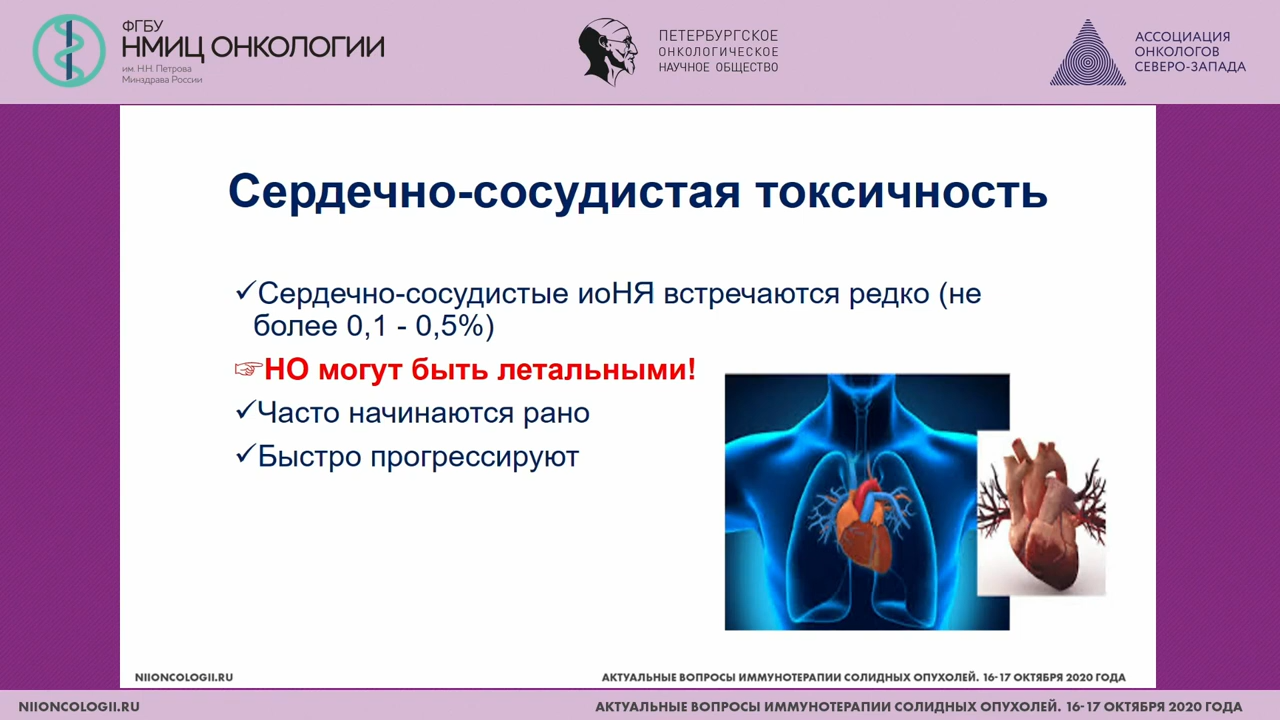 ФГБУ
НМИЦ ОНКОЛОГИИ
им. Н.Н. Петрова
Минздрава России
ПЕТЕРБУРГСКОЕ
ОНКОЛОГИЧЕСКОЕ
НАУЧНОЕ ОБЩЕСТВО
АССОЦИАЦИЯ
ОНКОЛОГОВ
СЕВЕРО-ЗАПАДА
Сердечно-сосудистая токсичность
✓Сердечно-сосудистые иоНЯ встречаются редко (не
более 0,1 - 0,5%)
☞НО могут быть летальными!
✓Часто начинаются рано
✓Быстро прогрессируют
NIIONCOLOGII.RU
АКТУАЛЬНЫЕ ВОПРОСЫ ИММУНОТЕРАПИИ СОЛИДНЫХ ОПУХОЛЕЙ. 16-17 ОКТЯБРЯ 2020 ГОДА
NIIONCOLOGII.RU
АКТУАЛЬНЫЕ ВОПРОСЫ ИММУНОТЕРАПИИ СОЛИДНЫХ ОПУХОЛЕЙ. 16-17 ОКТЯБРЯ 2020 ГОДА